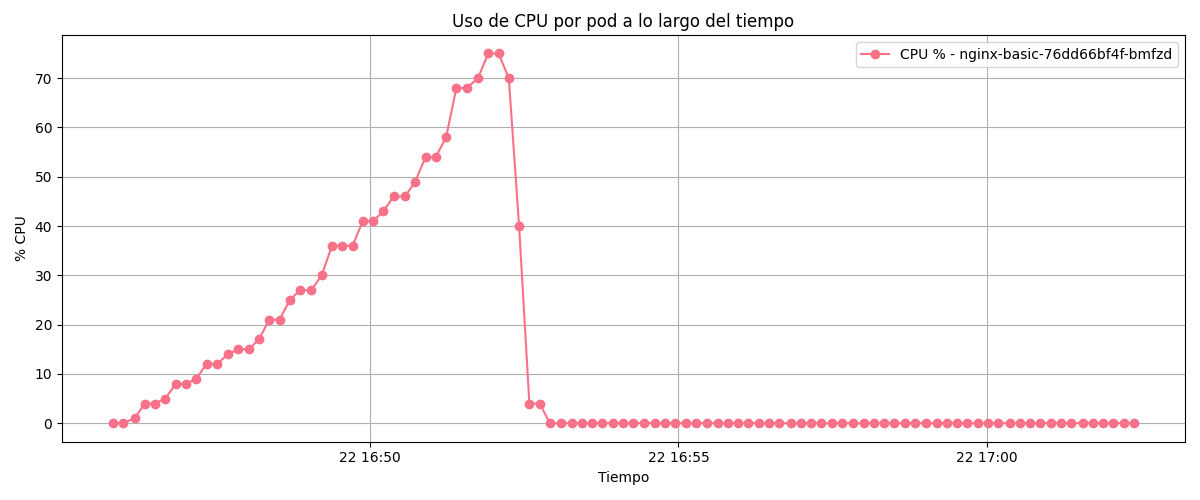 Uso de CPU por pod a lo largo del tiempo
CPU % - nginx-basic-76dd66bf4f-bmfzd
% CPU
70
60
50
40
30
20
10
0
22 16:50
22 16:55
22 17:00
Tiempo